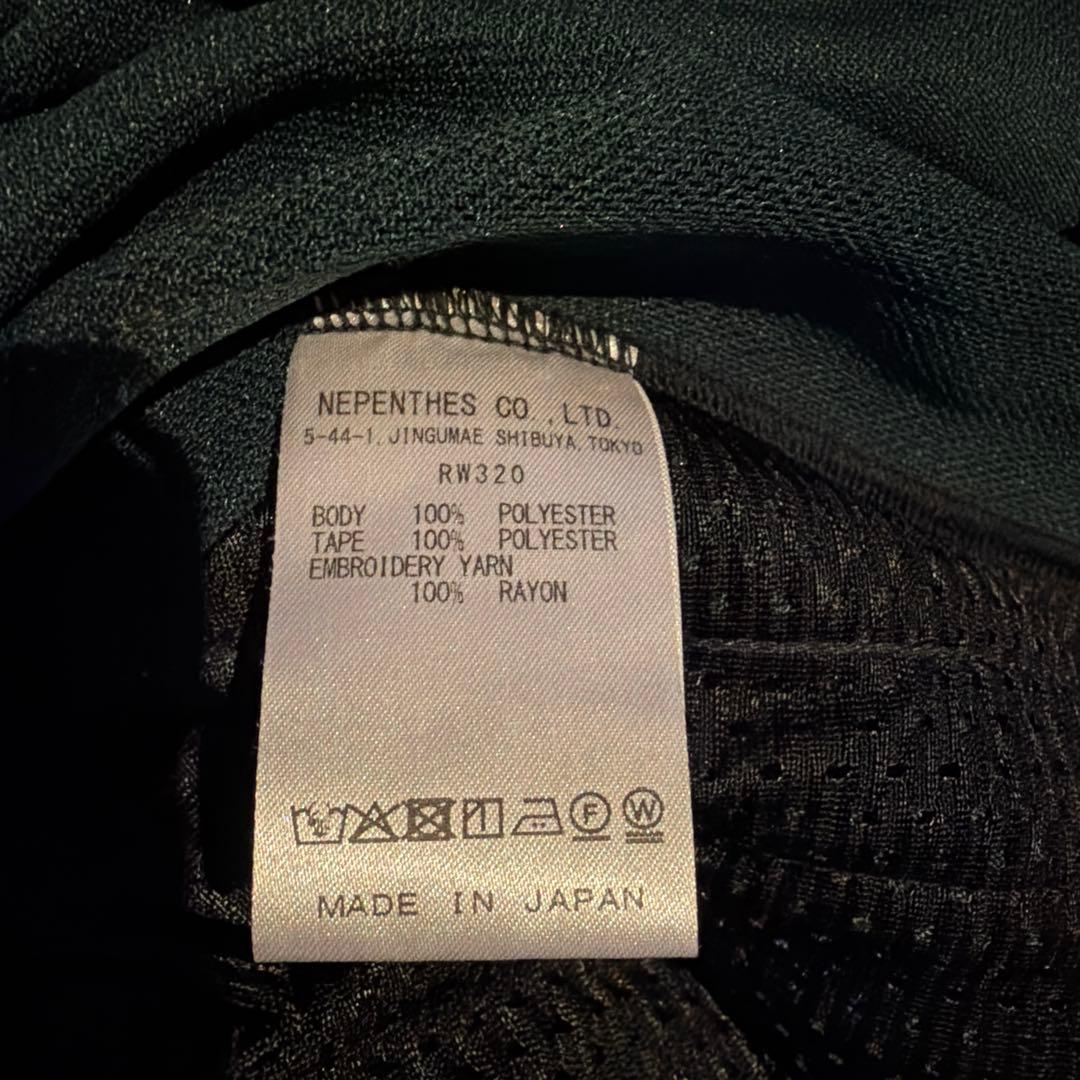 NEPENTHES CO.,LTD.
5-44-1, JINGUMAE SHIBUYA, TOKYO
RW320
BODY 100% POLYESTER
TAPE 100% POLYESTER
EMBROIDERY YARN
100% RAYON
F W
MADE IN JAPAN